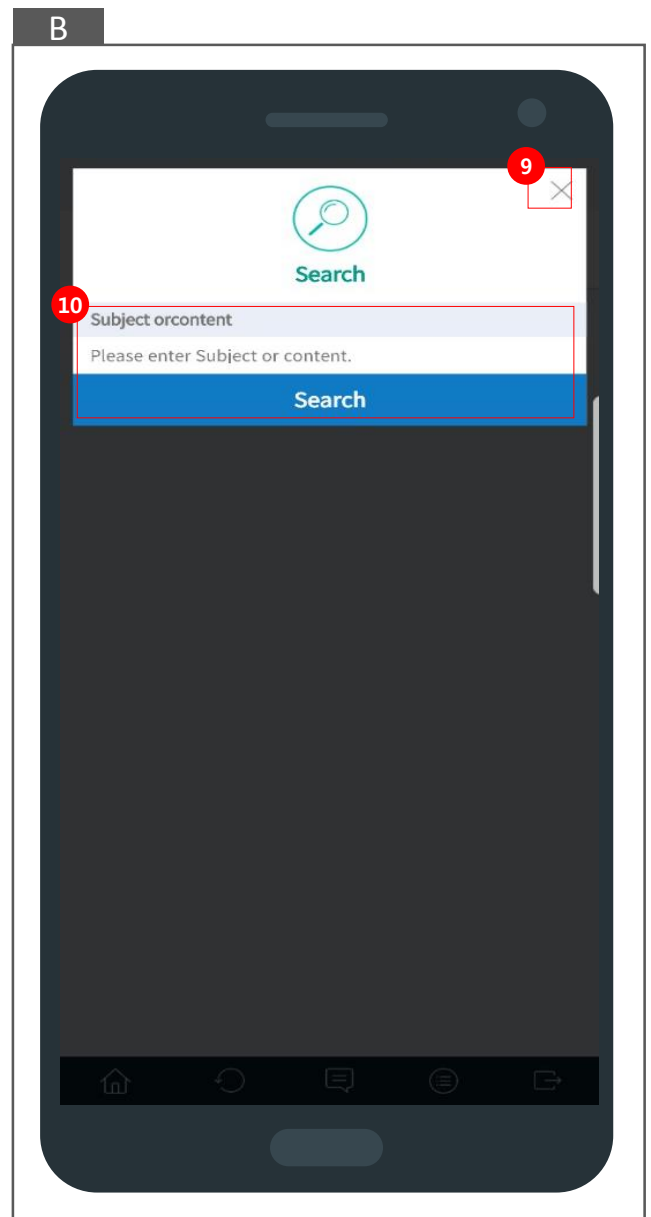 B
9
Search
10
Subject orcontent
Please enter Subject or content.
Search